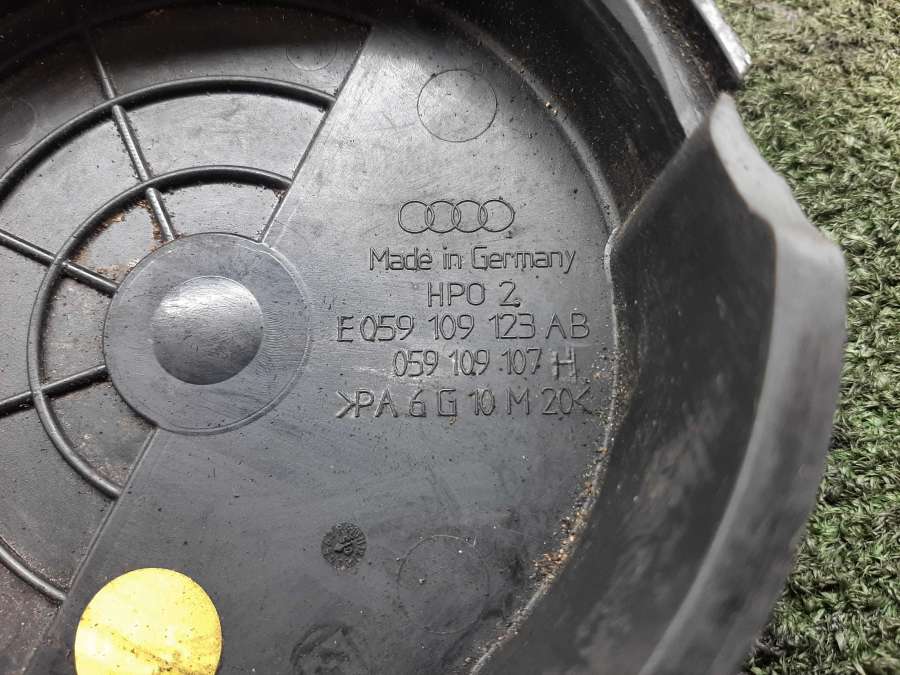 Made in Germany
HPO 2
E 059 109 123 AB
059 109 107 H
>PA 6 G 10 M 20<